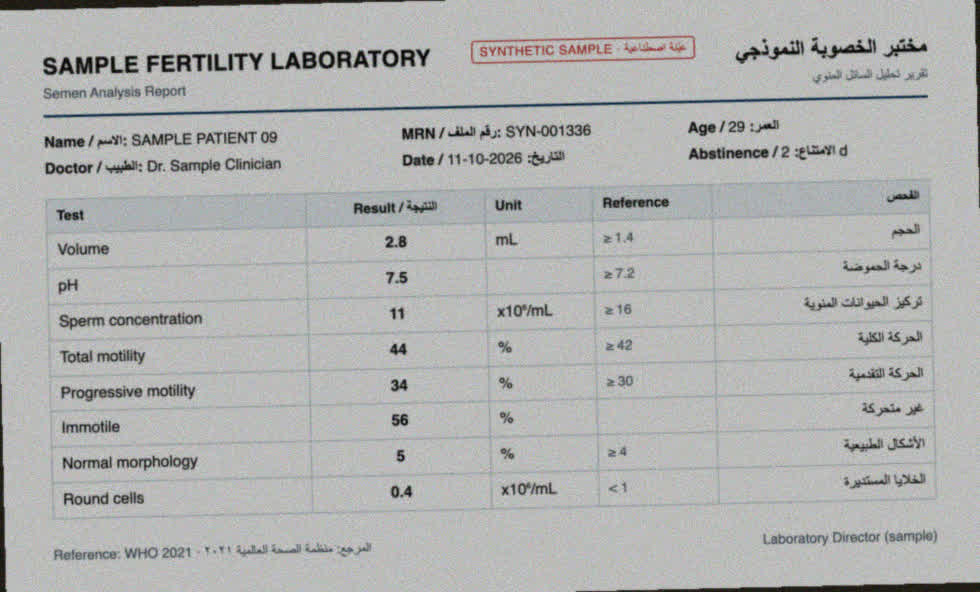 SAMPLE FERTILITY LABORATORY
SYNTHETIC SAMPLE - عيّنة اصطناعية
مختبر الخصوبة النموذجي
Semen Analysis Report
تقرير تحليل السائل المنوي
Name / الاسم: SAMPLE PATIENT 09
MRN / رقم الملف: SYN-001336
Age / العمر: 29
Doctor / الطبيب: Dr. Sample Clinician
Date / التاريخ: 11-10-2026
Abstinence / الامتناع: 2 d
Test | Result / النتيجة | Unit | Reference | الفحص
Volume | 2.8 | mL | ≥ 1.4 | الحجم
pH | 7.5 | | ≥ 7.2 | درجة الحموضة
Sperm concentration | 11 | x10⁶/mL | ≥ 16 | تركيز الحيوانات المنوية
Total motility | 44 | % | ≥ 42 | الحركة الكلية
Progressive motility | 34 | % | ≥ 30 | الحركة التقدمية
Immotile | 56 | % | | غير متحركة
Normal morphology | 5 | % | ≥ 4 | الأشكال الطبيعية
Round cells | 0.4 | x10⁶/mL | < 1 | الخلايا المستديرة
Reference: WHO 2021 - المرجع: منظمة الصحة العالمية ٢٠٢١
Laboratory Director (sample)